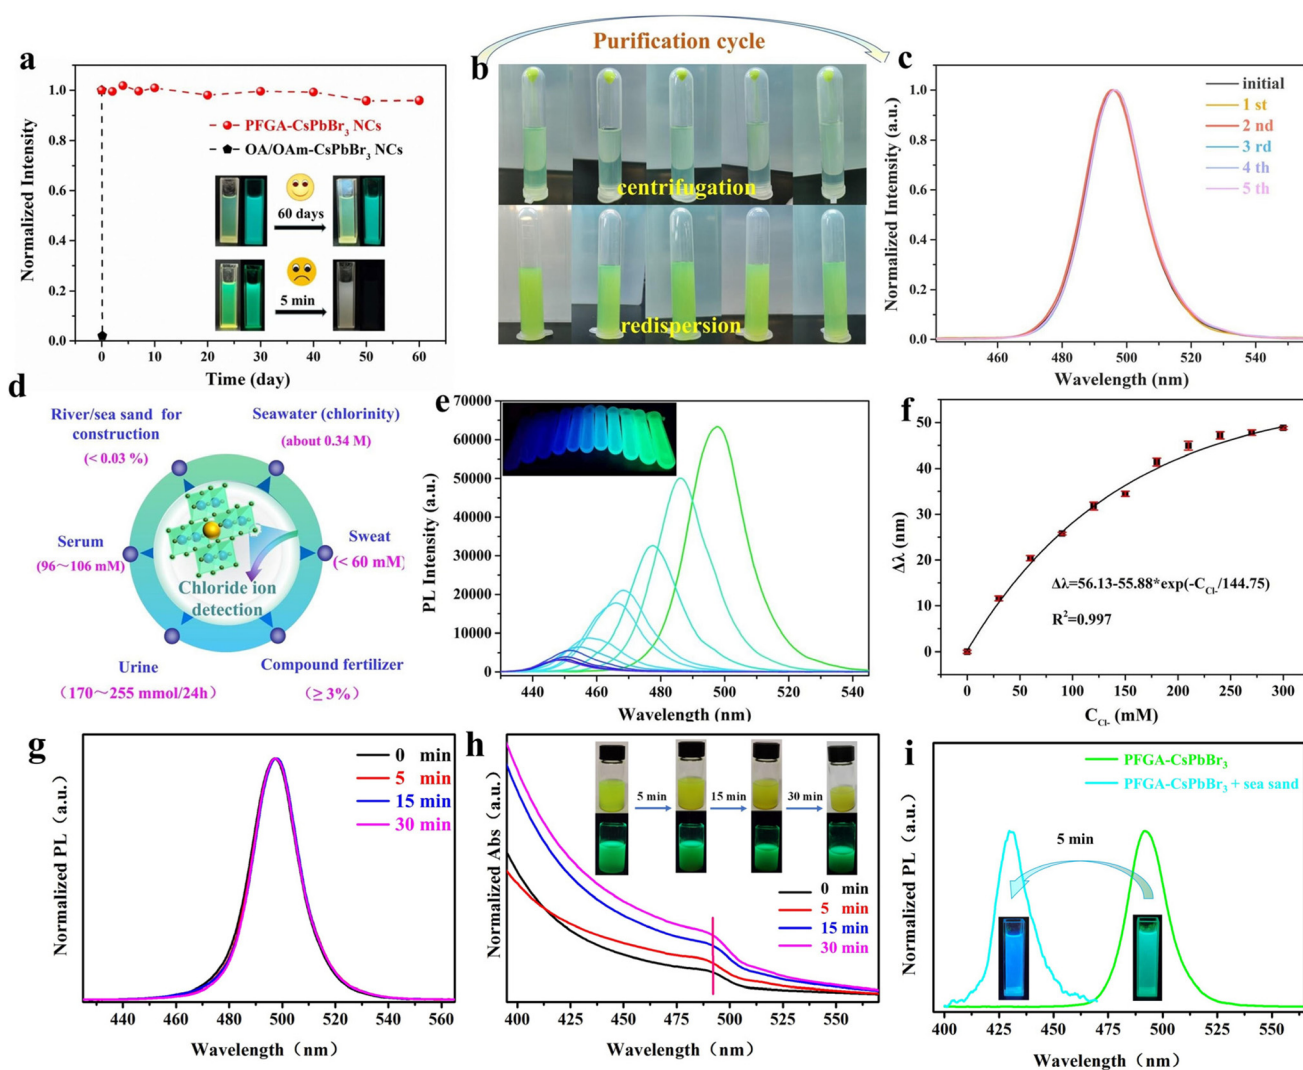 a
Normalized Intensity
1.0
0.8
0.6
0.4
0.2
0.0
PFGA-CsPbBr₃ NCs
OA/OAm-CsPbBr₃ NCs
60 days
5 min
0 10 20 30 40 50 60
Time (day)
Purification cycle
b
centrifugation
redispersion
c
Normalized Intensity (a.u.)
1.0
0.8
0.6
0.4
0.2
0.0
initial
1 st
2 nd
3 rd
4 th
5 th
460 480 500 520 540
Wavelength (nm)
d
River/sea sand for
construction
(< 0.03 %)
Seawater (chlorinity)
(about 0.34 M)
Serum
(96～106 mM)
Sweat
(< 60 mM)
Chloride ion
detection
Urine
（170～255 mmol/24h）
Compound fertilizer
（≥ 3%）
e
PL Intensity (a.u.)
70000
60000
50000
40000
30000
20000
10000
0
440 460 480 500 520 540
Wavelength (nm)
f
Δλ (nm)
50
40
30
20
10
0
Δλ=56.13-55.88*exp(-C_Cl-/144.75)
R²=0.997
0 50 100 150 200 250 300
C_Cl- (mM)
g
Normalized PL（a.u.）
0 min
5 min
15 min
30 min
440 460 480 500 520 540 560
Wavelength（nm）
h
Normalized Abs（a.u.）
5 min 15 min 30 min
0 min
5 min
15 min
30 min
400 425 450 475 500 525 550
Wavelength（nm）
i
Normalized PL（a.u.）
PFGA-CsPbBr₃
PFGA-CsPbBr₃ + sea sand
5 min
400 425 450 475 500 525 550
Wavelength（nm）